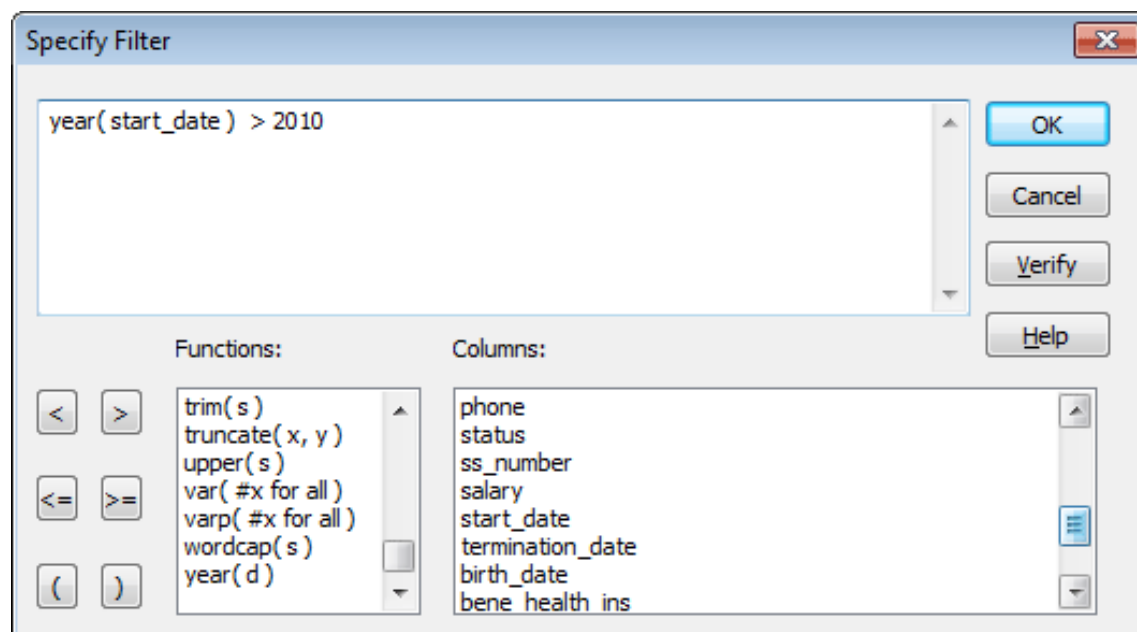 Specify Filter
year( start_date ) > 2010
OK
Cancel
Verify
Help
Functions:
Columns:
< >
<= >=
( )
trim( s )
truncate( x, y )
upper( s )
var( #x for all )
varp( #x for all )
wordcap( s )
year( d )
phone
status
ss_number
salary
start_date
termination_date
birth_date
bene_health_ins